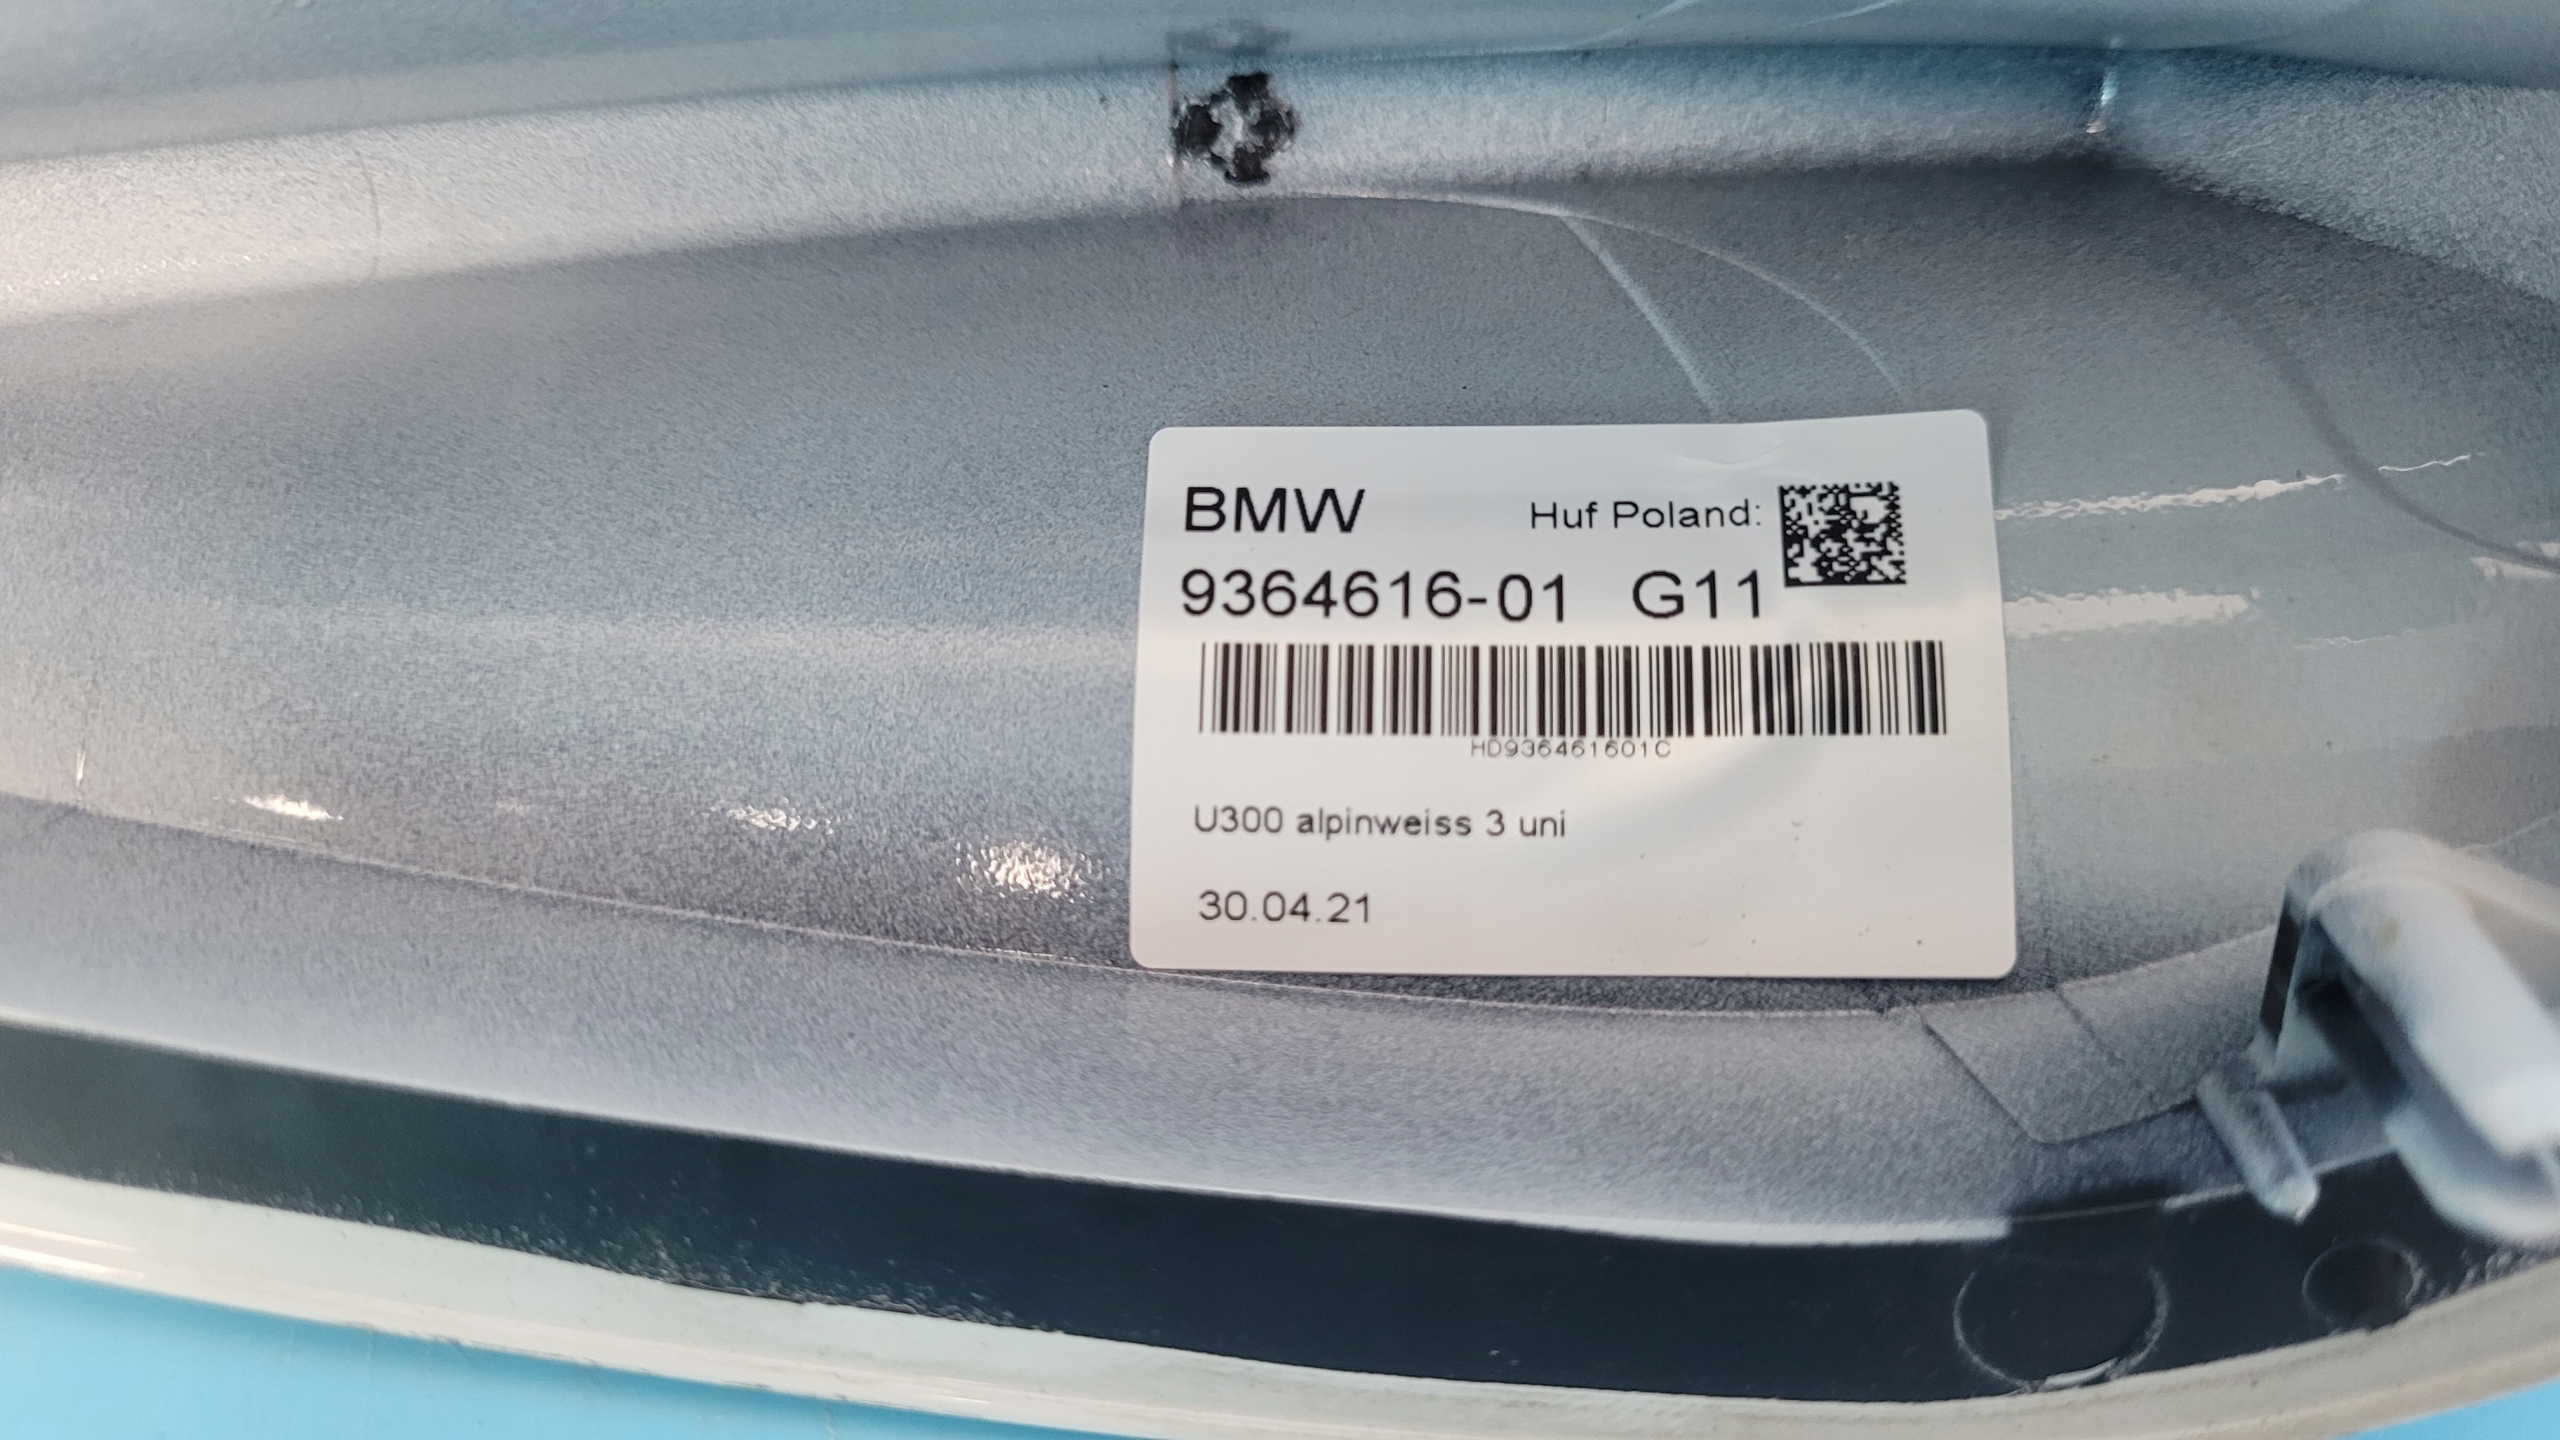 BMW Huf Poland:
9364616-01 G11
HD936461601C
U300 alpinweiss 3 uni
30.04.21